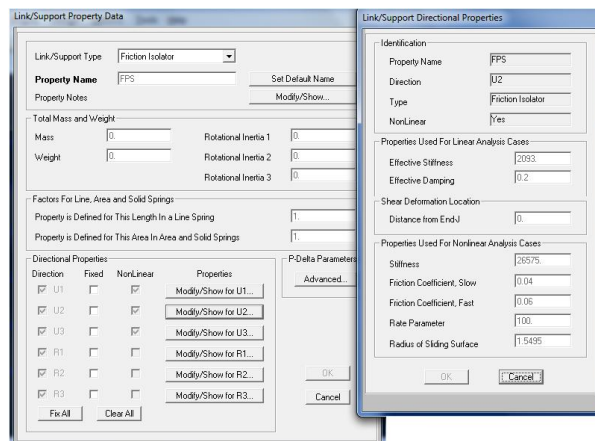 Link/Support Property Data
Link/Support Type Friction Isolator
Property Name FPS Set Default Name
Property Notes Modify/Show...
Total Mass and Weight
Mass 0. Rotational Inertia 1 0.
Weight 0. Rotational Inertia 2 0.
Rotational Inertia 3 0.
Factors For Line, Area and Solid Springs
Property is Defined for This Length In a Line Spring 1.
Property is Defined for This Area In Area and Solid Springs 1.
Directional Properties
Direction Fixed NonLinear Properties
U1 Modify/Show for U1...
U2 Modify/Show for U2...
U3 Modify/Show for U3...
R1 Modify/Show for R1...
R2 Modify/Show for R2...
R3 Modify/Show for R3...
Fix All Clear All
P-Delta Parameters
Advanced...
OK
Cancel
Link/Support Directional Properties
Identification
Property Name FPS
Direction U2
Type Friction Isolator
NonLinear Yes
Properties Used For Linear Analysis Cases
Effective Stiffness 2093.
Effective Damping 0.2
Shear Deformation Location
Distance from End-J 0.
Properties Used For Nonlinear Analysis Cases
Stiffness 26575.
Friction Coefficient, Slow 0.04
Friction Coefficient, Fast 0.06
Rate Parameter 100.
Radius of Sliding Surface 1.5495
OK Cancel